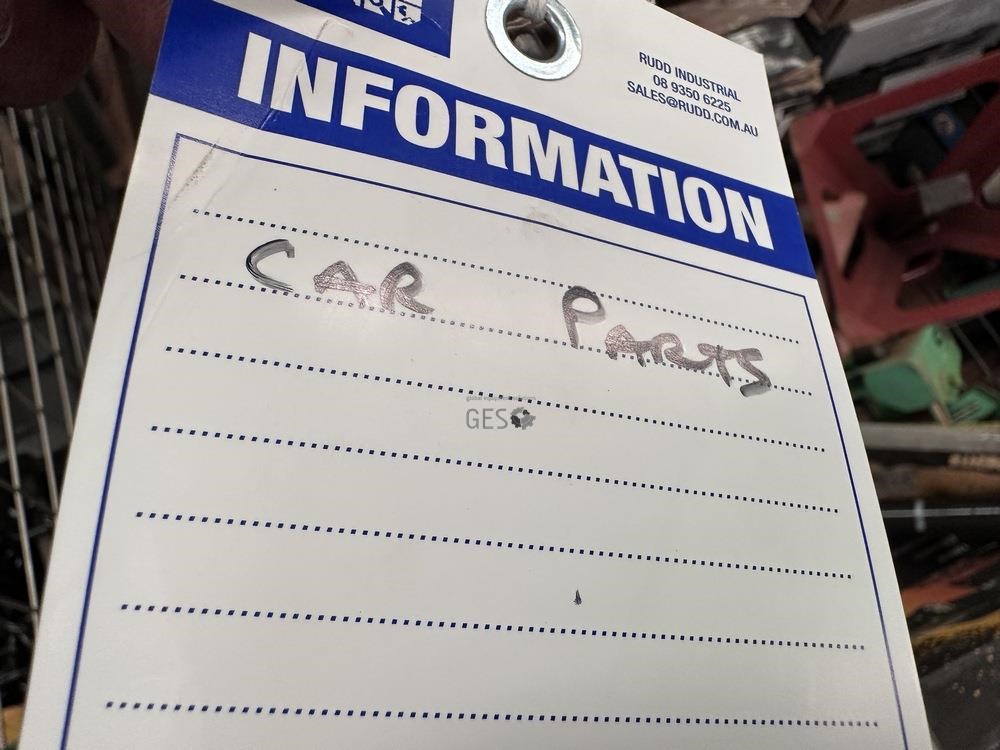 RUDD INDUSTRIAL
08 9350 6225
SALES@RUDD.COM.AU
INFORMATION
CAR PARTS
GES